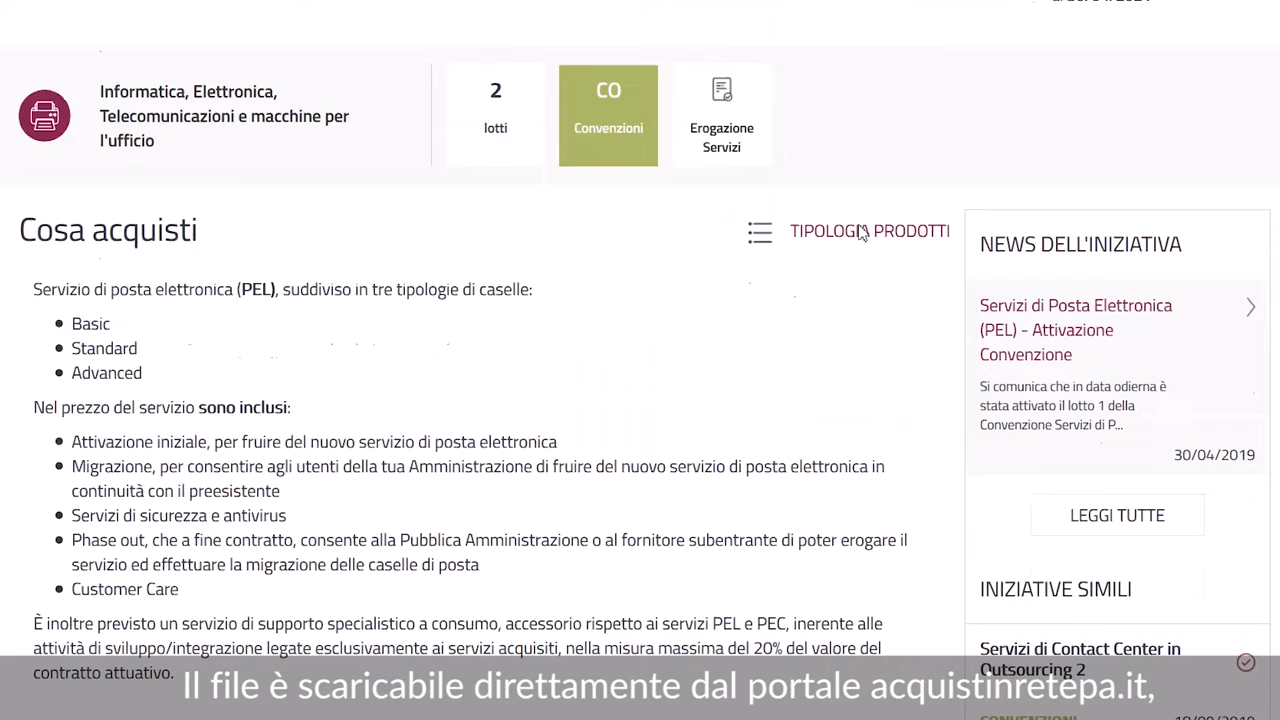 Informatica, Elettronica,
Telecomunicazioni e macchine per
l'ufficio
2
lotti
CO
Convenzioni
Erogazione
Servizi
Cosa acquisti
TIPOLOGIA PRODOTTI
Servizio di posta elettronica (PEL), suddiviso in tre tipologie di caselle:
Basic
Standard
Advanced
Nel prezzo del servizio sono inclusi:
Attivazione iniziale, per fruire del nuovo servizio di posta elettronica
Migrazione, per consentire agli utenti della tua Amministrazione di fruire del nuovo servizio di posta elettronica in
continuità con il preesistente
Servizi di sicurezza e antivirus
Phase out, che a fine contratto, consente alla Pubblica Amministrazione o al fornitore subentrante di poter erogare il
servizio ed effettuare la migrazione delle caselle di posta
Customer Care
È inoltre previsto un servizio di supporto specialistico a consumo, accessorio rispetto ai servizi PEL e PEC, inerente alle
attività di sviluppo/integrazione legate esclusivamente ai servizi acquisiti, nella misura massima del 20% del valore del
contratto attuativo.
NEWS DELL'INIZIATIVA
Servizi di Posta Elettronica
(PEL) - Attivazione
Convenzione
Si comunica che in data odierna è
stata attivato il lotto 1 della
Convenzione Servizi di P...
30/04/2019
LEGGI TUTTE
INIZIATIVE SIMILI
Servizi di Contact Center in
Outsourcing 2
CONVENZIONI
Il file è scaricabile direttamente dal portale acquistinretepa.it,